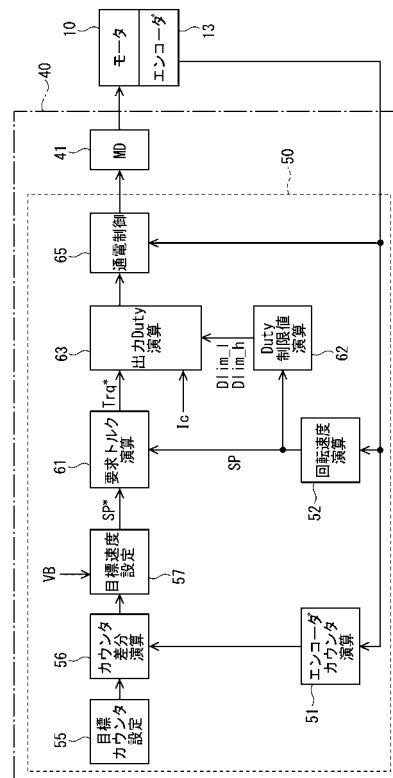 40
50
55
目標
カウンタ
設定
56
カウンタ
差分
演算
VB
57
目標速度
設定
SP*
61
要求トルク
演算
Trq*
63
出力Duty
演算
Ic
Dlim_l
Dlim_h
62
Duty
制限値
演算
65
通電制御
41
MD
10
モータ
エンコーダ
13
SP
52
回転速度
演算
51
エンコーダ
カウンタ
演算